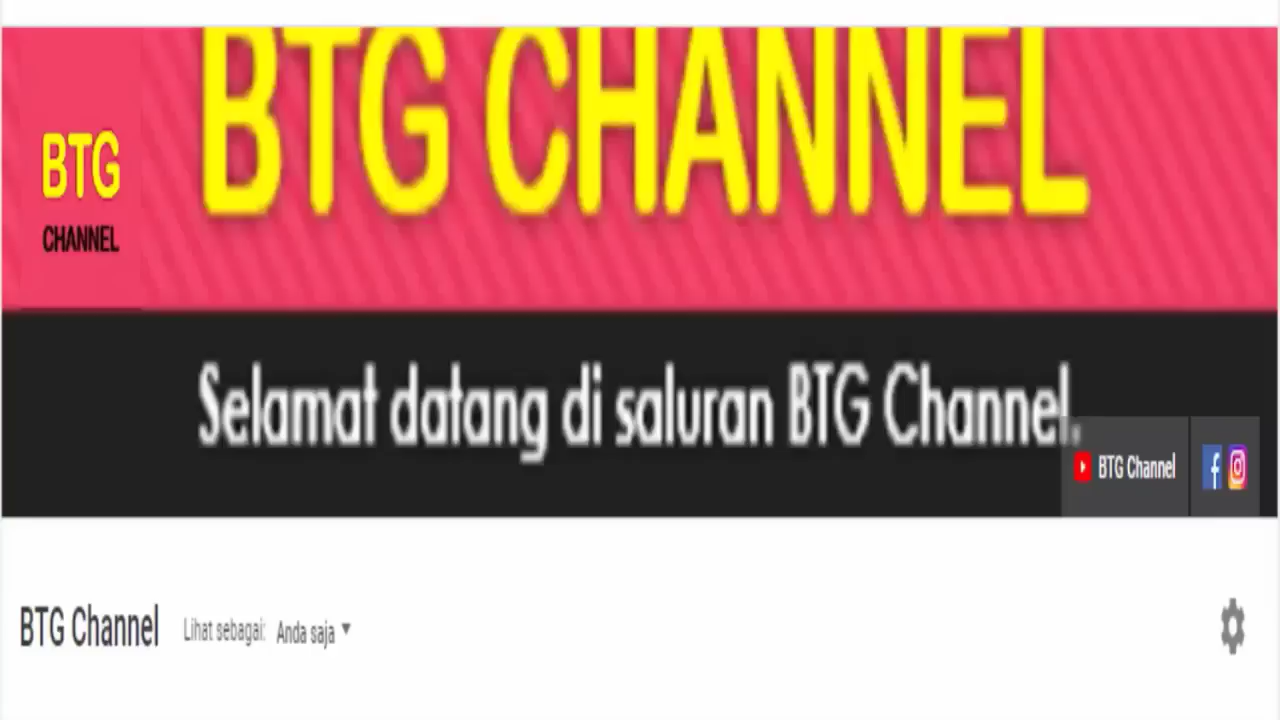 BTG CHANNEL
BTG
CHANNEL
Selamat datang di saluran BTG Channel.
BTG Channel
BTG Channel Lihat sebagai: Anda saja